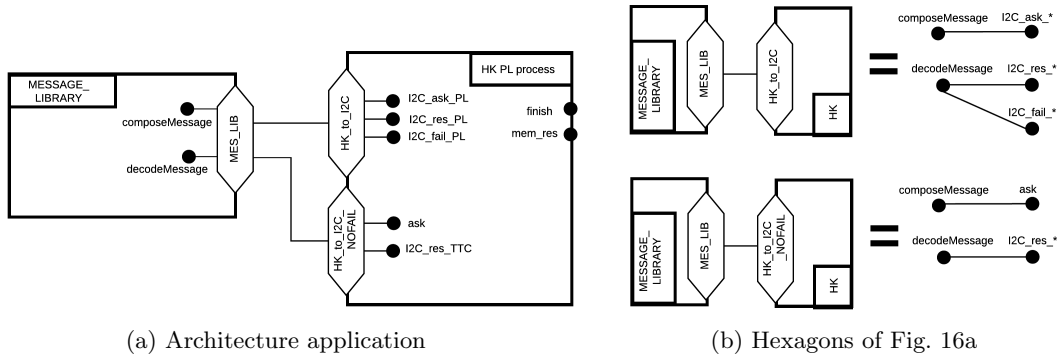 MESSAGE_
LIBRARY
composeMessage
decodeMessage
MES_LIB
HK_to_I2C
I2C_ask_PL
I2C_res_PL
I2C_fail_PL
HK_to_I2C_
NOFAIL
ask
I2C_res_TTC
HK PL process
finish
mem_res
(a) Architecture application
MESSAGE_
LIBRARY
MES_LIB
HK_to_I2C
HK
=
composeMessage
I2C_ask_*
decodeMessage
I2C_res_*
I2C_fail_*
MESSAGE_
LIBRARY
MES_LIB
HK_to_I2C
_NOFAIL
HK
=
composeMessage
ask
decodeMessage
I2C_res_*
(b) Hexagons of Fig. 16a